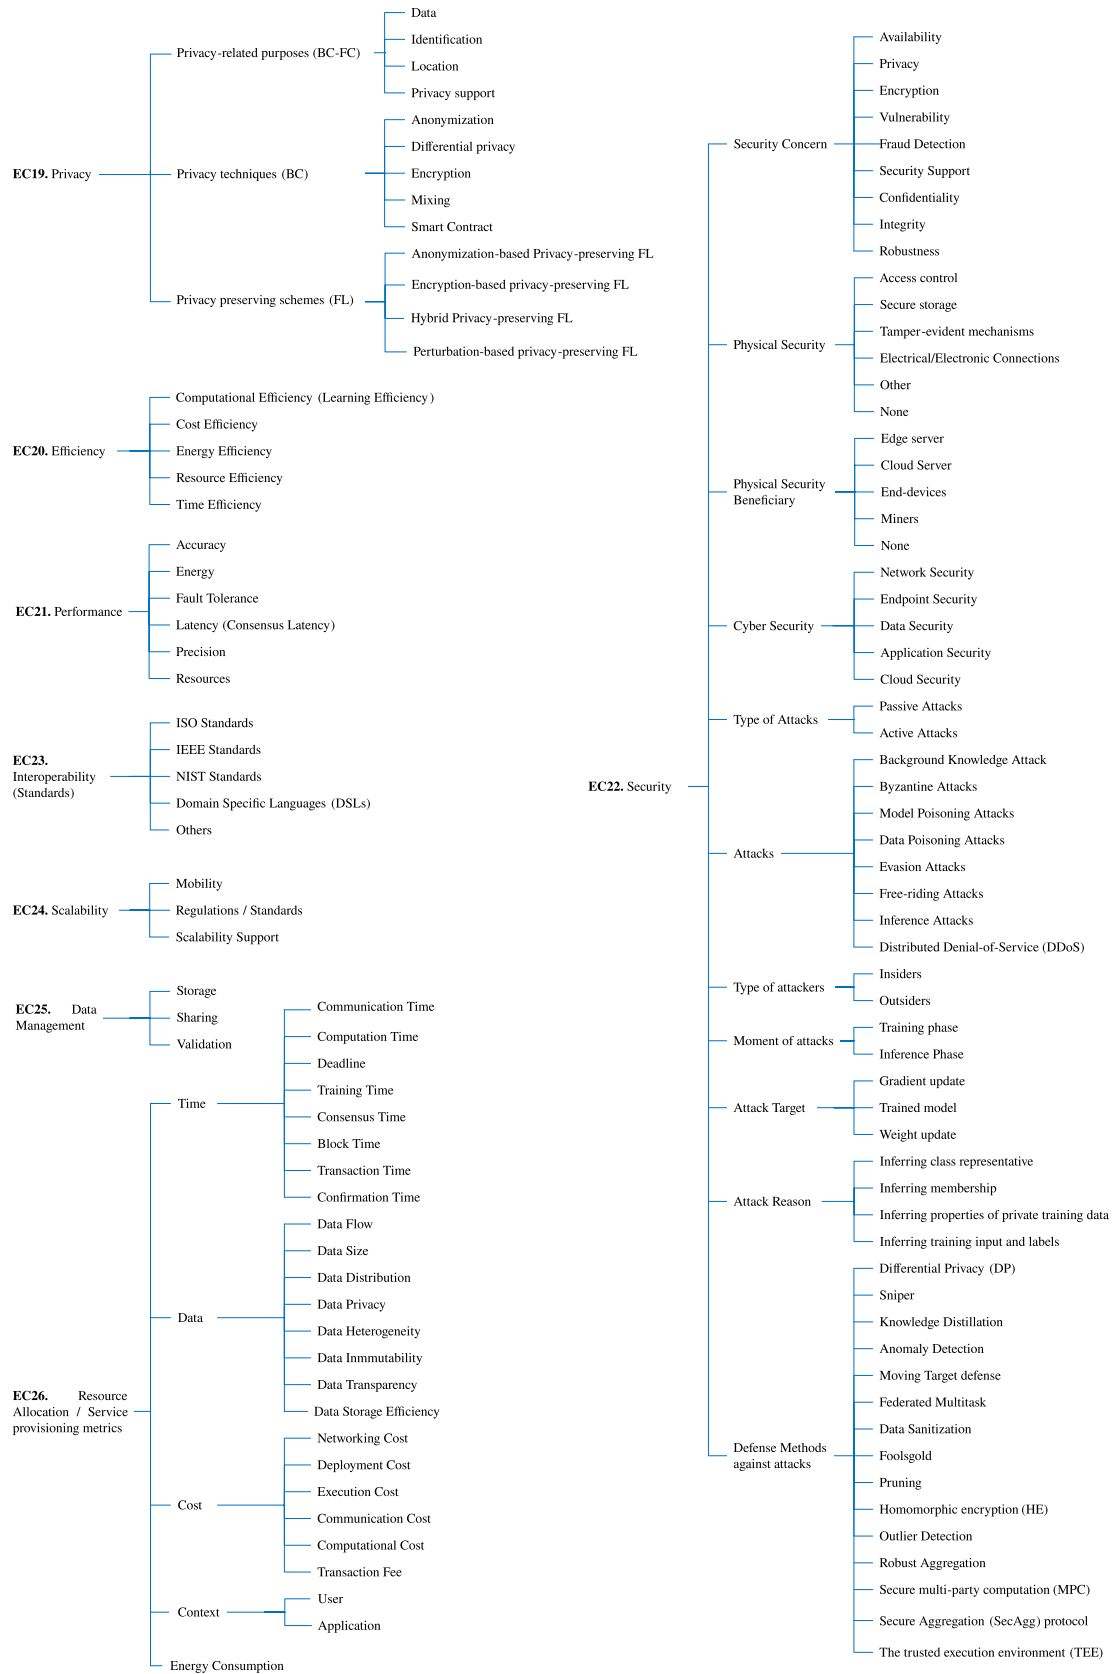 EC19. Privacy
Privacy-related purposes (BC-FC)
Data
Identification
Location
Privacy support
Privacy techniques (BC)
Anonymization
Differential privacy
Encryption
Mixing
Smart Contract
Privacy preserving schemes (FL)
Anonymization-based Privacy-preserving FL
Encryption-based privacy-preserving FL
Hybrid Privacy-preserving FL
Perturbation-based privacy-preserving FL
EC20. Efficiency
Computational Efficiency (Learning Efficiency)
Cost Efficiency
Energy Efficiency
Resource Efficiency
Time Efficiency
EC21. Performance
Accuracy
Energy
Fault Tolerance
Latency (Consensus Latency)
Precision
Resources
EC23.
Interoperability
(Standards)
ISO Standards
IEEE Standards
NIST Standards
Domain Specific Languages (DSLs)
Others
EC24. Scalability
Mobility
Regulations / Standards
Scalability Support
EC25. Data
Management
Storage
Sharing
Validation
EC26. Resource
Allocation / Service
provisioning metrics
Time
Communication Time
Computation Time
Deadline
Training Time
Consensus Time
Block Time
Transaction Time
Confirmation Time
Data
Data Flow
Data Size
Data Distribution
Data Privacy
Data Heterogeneity
Data Inmmutability
Data Transparency
Data Storage Efficiency
Cost
Networking Cost
Deployment Cost
Execution Cost
Communication Cost
Computational Cost
Transaction Fee
Context
User
Application
Energy Consumption
EC22. Security
Security Concern
Availability
Privacy
Encryption
Vulnerability
Fraud Detection
Security Support
Confidentiality
Integrity
Robustness
Physical Security
Access control
Secure storage
Tamper-evident mechanisms
Electrical/Electronic Connections
Other
None
Physical Security
Beneficiary
Edge server
Cloud Server
End-devices
Miners
None
Cyber Security
Network Security
Endpoint Security
Data Security
Application Security
Cloud Security
Type of Attacks
Passive Attacks
Active Attacks
Attacks
Background Knowledge Attack
Byzantine Attacks
Model Poisoning Attacks
Data Poisoning Attacks
Evasion Attacks
Free-riding Attacks
Inference Attacks
Distributed Denial-of-Service (DDoS)
Type of attackers
Insiders
Outsiders
Moment of attacks
Training phase
Inference Phase
Attack Target
Gradient update
Trained model
Weight update
Attack Reason
Inferring class representative
Inferring membership
Inferring properties of private training data
Inferring training input and labels
Defense Methods
against attacks
Differential Privacy (DP)
Sniper
Knowledge Distillation
Anomaly Detection
Moving Target defense
Federated Multitask
Data Sanitization
Foolsgold
Pruning
Homomorphic encryption (HE)
Outlier Detection
Robust Aggregation
Secure multi-party computation (MPC)
Secure Aggregation (SecAgg) protocol
The trusted execution environment (TEE)